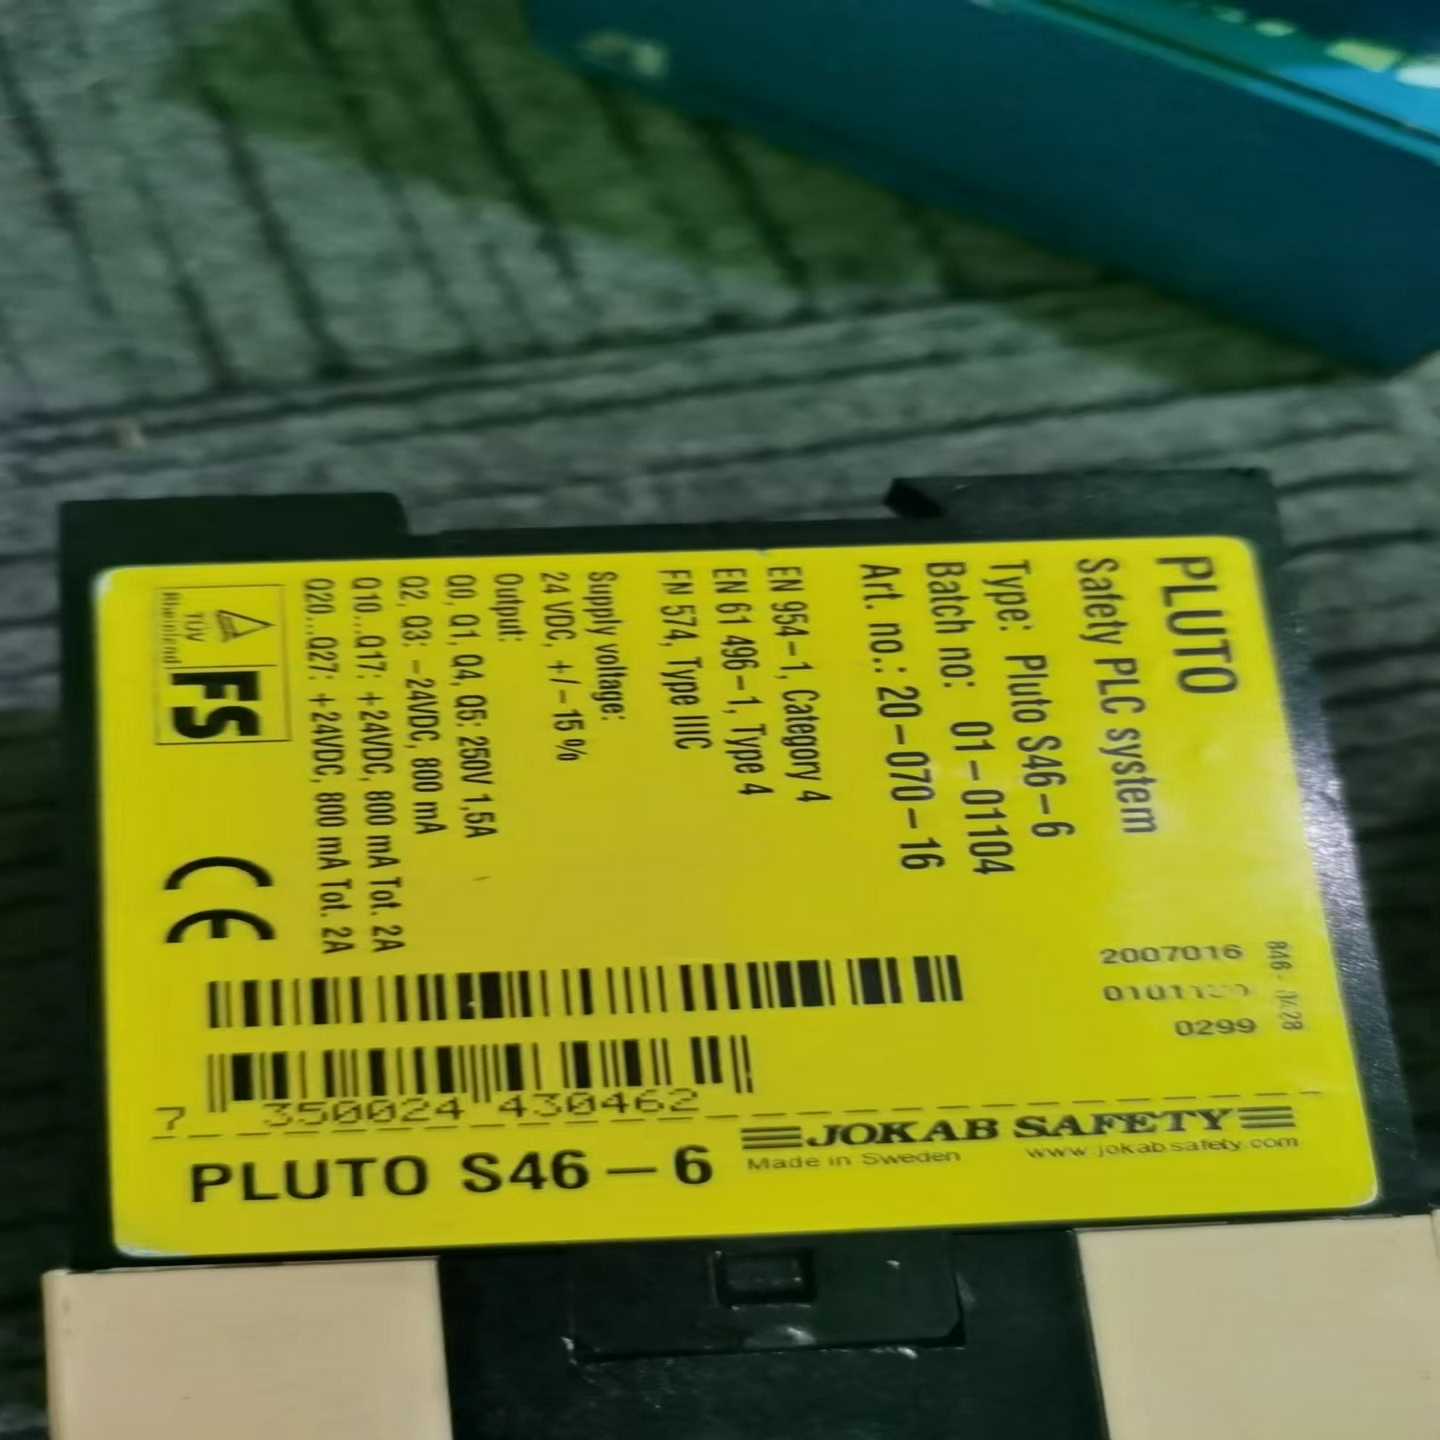 PLUTO
Safety PLC system
Type: Pluto S46-6
Batch no: 01-01104
Art. no.: 20-070-16
EN 954-1, Category 4
EN 61 496-1, Type 4
EN 574, Type IIIC
Supply voltage:
24 VDC, +/-15 %
Output:
Q0, Q1, Q4, Q5: 250V 1,5A
Q2, Q3: -24VDC, 800 mA
Q10...Q17: +24VDC, 800 mA Tot. 2A
Q20...Q27: +24VDC, 800 mA Tot. 2A
TÜV
Rheinland
FS
CE
2007016
0299
7 350024 430462
JOKAB SAFETY
Made in Sweden www.jokabsafety.com
PLUTO S46-6